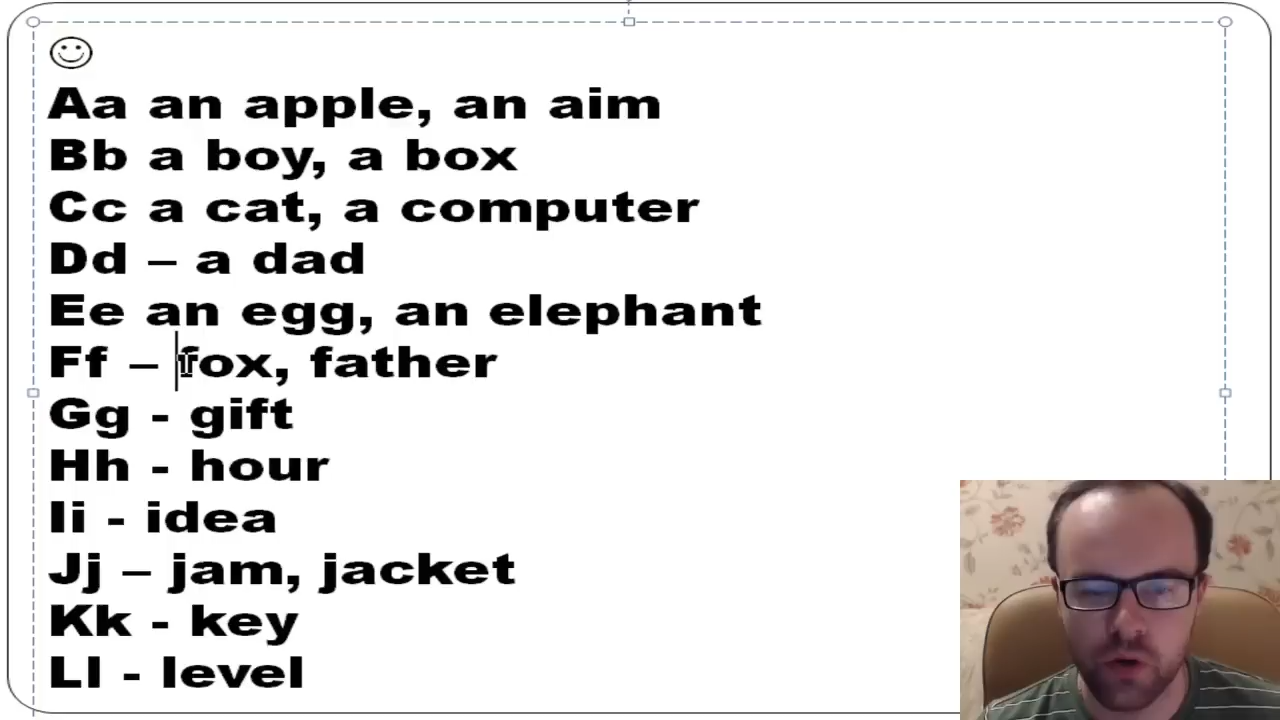 Aa an apple, an aim
Bb a boy, a box
Cc a cat, a computer
Dd – a dad
Ee an egg, an elephant
Ff – fox, father
Gg - gift
Hh - hour
Ii - idea
Jj – jam, jacket
Kk - key
Ll - level